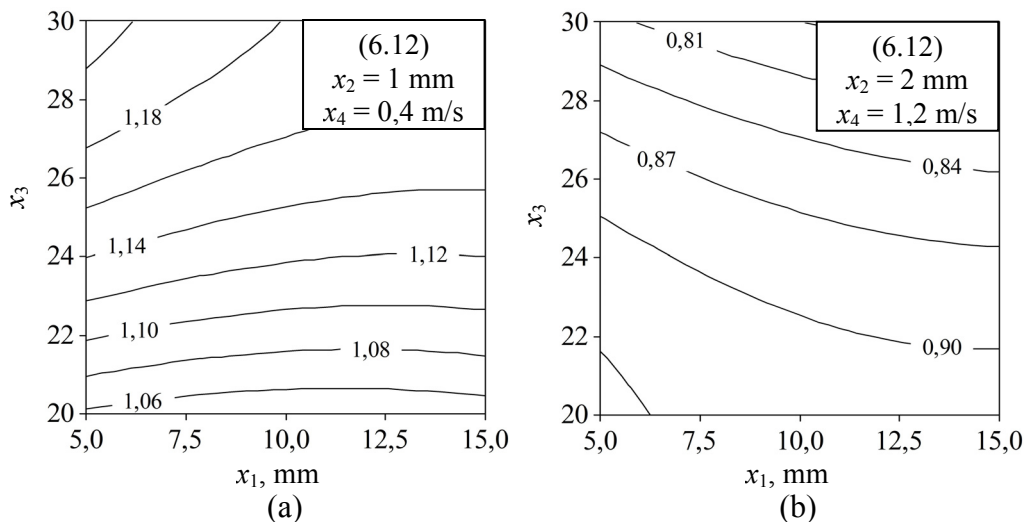 30
28
26
24
22
20
x₃
1,18
1,14
1,12
1,10
1,08
1,06
(6.12)
x₂ = 1 mm
x₄ = 0,4 m/s
5,0 7,5 10,0 12,5 15,0
x₁, mm
(a)
30
28
26
24
22
20
x₃
0,81
0,84
0,87
0,90
(6.12)
x₂ = 2 mm
x₄ = 1,2 m/s
5,0 7,5 10,0 12,5 15,0
x₁, mm
(b)